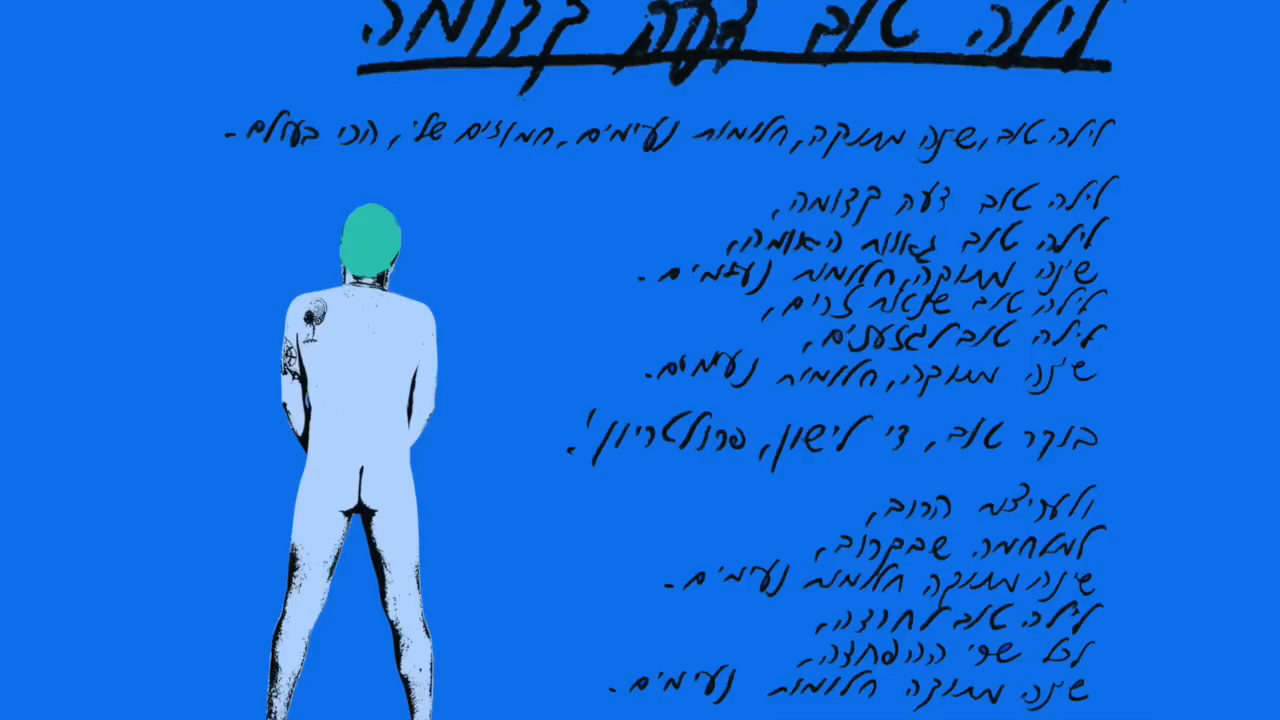 לילה טוב דעה קדומה
לילה טוב, שינה מתוקה, חלומות נעימים, חמודים שלי, הכי בעולם -
לילה טוב דעה קדומה,
לילה טוב גאוות האומה,
שינה מתוקה, חלומות נעימים -
לילה טוב שנאת זרים,
לילה טוב לגזענים,
שינה מתוקה, חלומות נעימים.
בוקר טוב, די לישון, פרולטריון!
ולעריצות הרוב,
למלחמה שבקרוב,
שינה מתוקה חלומות נעימים -
לילה טוב לחרדה,
לכל שרי ההפחדה,
שינה מתוקה חלומות נעימים -